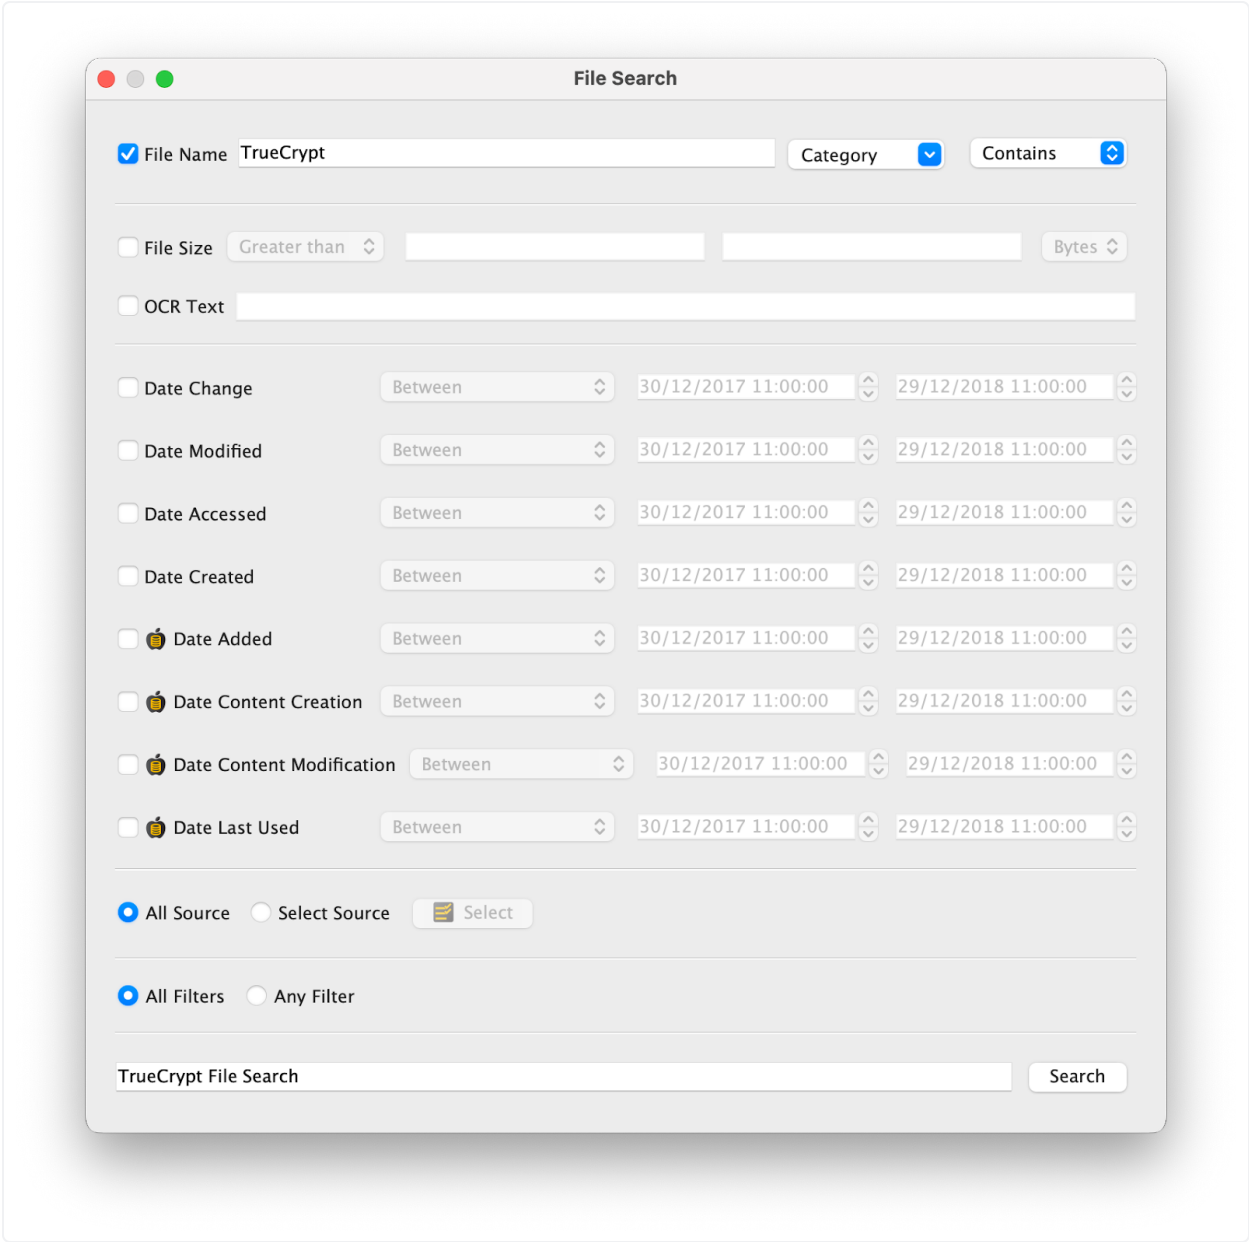 File Search
File Name TrueCrypt Category Contains
File Size Greater than Bytes
OCR Text
Date Change Between 30/12/2017 11:00:00 29/12/2018 11:00:00
Date Modified Between 30/12/2017 11:00:00 29/12/2018 11:00:00
Date Accessed Between 30/12/2017 11:00:00 29/12/2018 11:00:00
Date Created Between 30/12/2017 11:00:00 29/12/2018 11:00:00
Date Added Between 30/12/2017 11:00:00 29/12/2018 11:00:00
Date Content Creation Between 30/12/2017 11:00:00 29/12/2018 11:00:00
Date Content Modification Between 30/12/2017 11:00:00 29/12/2018 11:00:00
Date Last Used Between 30/12/2017 11:00:00 29/12/2018 11:00:00
All Source Select Source Select
All Filters Any Filter
TrueCrypt File Search Search